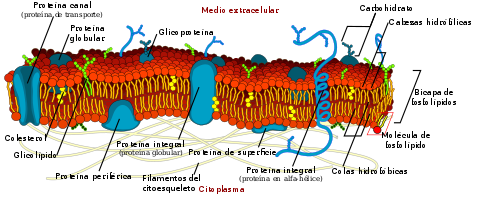 Proteína canal
(proteína de transporte)
Proteína
globular
Glicoproteína
Medio extracelular
Carbohidrato
Cabezas hidrófilicas
Bicapa de
fosfolípidos
Molécula de
fosfolípido
Colas hidrofóbicas
Colesterol
Glicolípido
Proteína periférica
Proteína integral
(proteína globular)
Filamentos del
citoesqueleto
Citoplasma
Proteína de superficie
Proteína integral
(proteína en alfa-hélice)